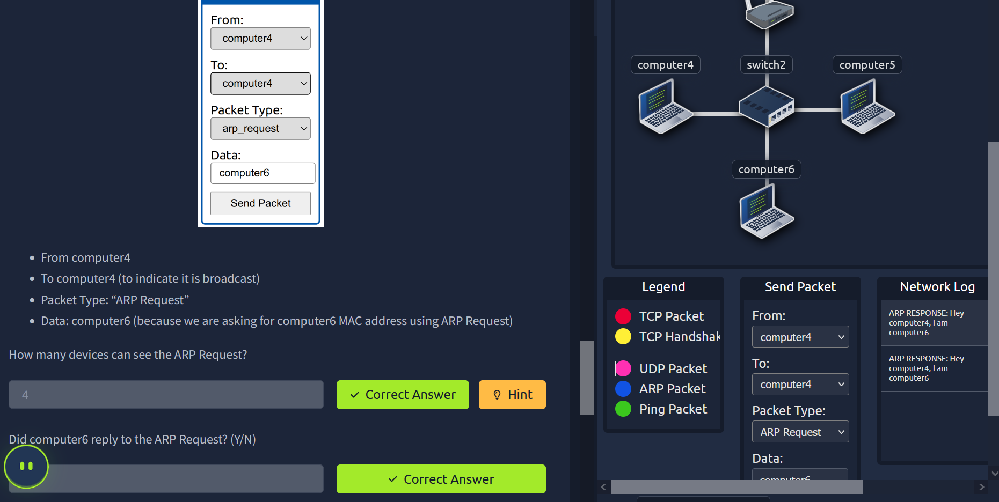 From:
computer4
To:
computer4
Packet Type:
arp_request
Data:
computer6
Send Packet
From computer4
To computer4 (to indicate it is broadcast)
Packet Type: “ARP Request”
Data: computer6 (because we are asking for computer6 MAC address using ARP Request)
How many devices can see the ARP Request?
4
Correct Answer
Hint
Did computer6 reply to the ARP Request? (Y/N)
Correct Answer
computer4
switch2
computer5
computer6
Legend
TCP Packet
TCP Handshak
UDP Packet
ARP Packet
Ping Packet
Send Packet
From:
computer4
To:
computer4
Packet Type:
ARP Request
Data:
computer6
Network Log
ARP RESPONSE: Hey
computer4, I am
computer6
ARP RESPONSE: Hey
computer4, I am
computer6